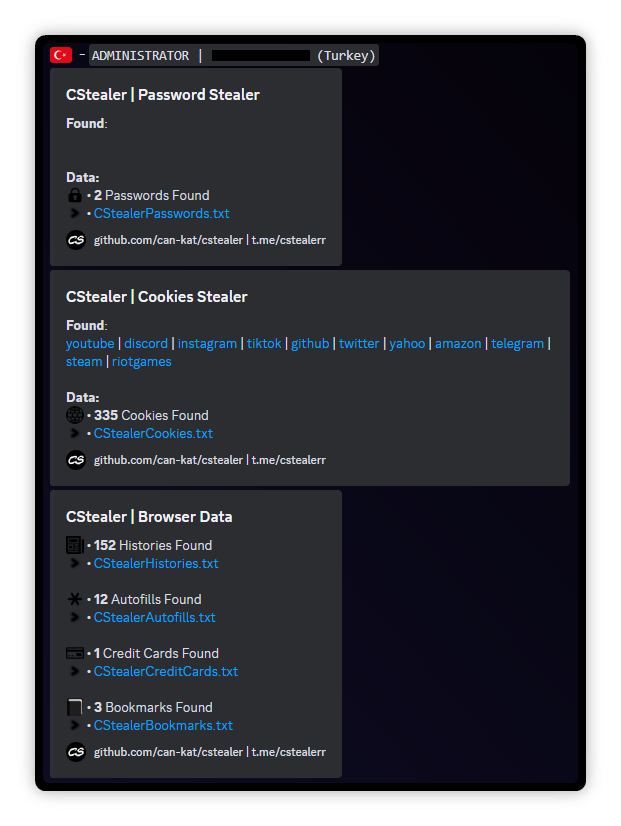 - ADMINISTRATOR | (Turkey)
CStealer | Password Stealer
Found:
Data:
• 2 Passwords Found
• CStealerPasswords.txt
CS github.com/can-kat/cstealer | t.me/cstealerr
CStealer | Cookies Stealer
Found:
youtube | discord | instagram | tiktok | github | twitter | yahoo | amazon | telegram |
steam | riotgames
Data:
• 335 Cookies Found
• CStealerCookies.txt
CS github.com/can-kat/cstealer | t.me/cstealerr
CStealer | Browser Data
• 152 Histories Found
• CStealerHistories.txt
• 12 Autofills Found
• CStealerAutofills.txt
• 1 Credit Cards Found
• CStealerCreditCards.txt
• 3 Bookmarks Found
• CStealerBookmarks.txt
CS github.com/can-kat/cstealer | t.me/cstealerr